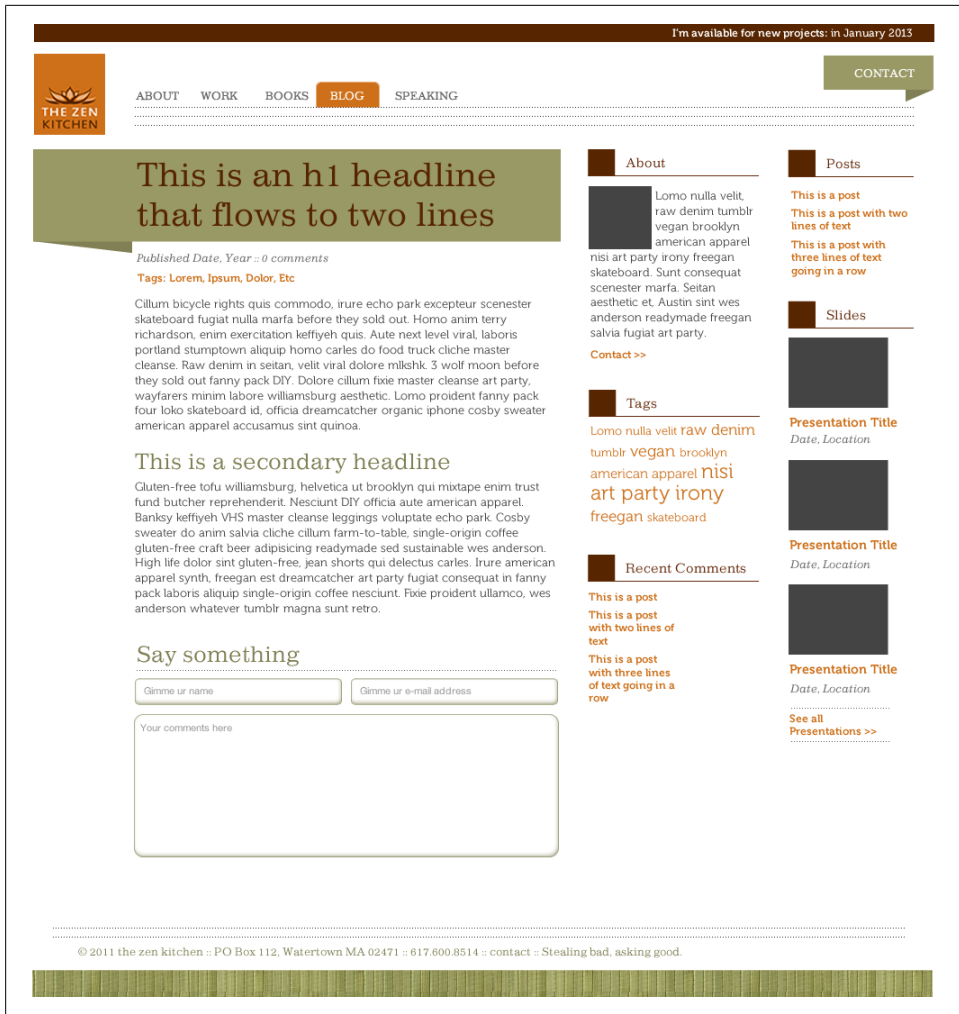 I'm available for new projects: in January 2013
THE ZEN
KITCHEN
ABOUT WORK BOOKS BLOG SPEAKING
CONTACT
This is an h1 headline
that flows to two lines
Published Date, Year :: 0 comments
Tags: Lorem, Ipsum, Dolor, Etc
Cillum bicycle rights quis commodo, irure echo park excepteur scenester
skateboard fugiat nulla marfa before they sold out. Homo anim terry
richardson, enim exercitation keffiyeh quis. Aute next level viral, laboris
portland stumptown aliquip homo carles do food truck cliche master
cleanse. Raw denim in seitan, velit viral dolore mlkshk. 3 wolf moon before
they sold out fanny pack DIY. Dolore cillum fixie master cleanse art party,
wayfarers minim labore williamsburg aesthetic. Lomo proident fanny pack
four loko skateboard id, officia dreamcatcher organic iphone cosby sweater
american apparel accusamus sint quinoa.
This is a secondary headline
Gluten-free tofu williamsburg, helvetica ut brooklyn qui mixtape enim trust
fund butcher reprehenderit. Nesciunt DIY officia aute american apparel.
Banksy keffiyeh VHS master cleanse leggings voluptate echo park. Cosby
sweater do anim salvia cliche cillum farm-to-table, single-origin coffee
gluten-free craft beer adipisicing readymade sed sustainable wes anderson.
High life dolor sint gluten-free, jean shorts qui delectus carles. Irure american
apparel synth, freegan est dreamcatcher art party fugiat consequat in fanny
pack laboris aliquip single-origin coffee nesciunt. Fixie proident ullamco, wes
anderson whatever tumblr magna sunt retro.
Say something
Gimme ur name
Gimme ur e-mail address
Your comments here
About
Lomo nulla velit,
raw denim tumblr
vegan brooklyn
american apparel
nisi art party irony freegan
skateboard. Sunt consequat
scenester marfa. Seitan
aesthetic et, Austin sint wes
anderson readymade freegan
salvia fugiat art party.
Contact >>
Tags
Lomo nulla velit raw denim
tumblr vegan brooklyn
american apparel nisi
art party irony
freegan skateboard
Recent Comments
This is a post
This is a post
with two lines of
text
This is a post
with three lines
of text going in a
row
Posts
This is a post
This is a post with two
lines of text
This is a post with
three lines of text
going in a row
Slides
Presentation Title
Date, Location
Presentation Title
Date, Location
Presentation Title
Date, Location
See all
Presentations >>
© 2011 the zen kitchen :: PO Box 112, Watertown MA 02471 :: 617.600.8514 :: contact :: Stealing bad, asking good.